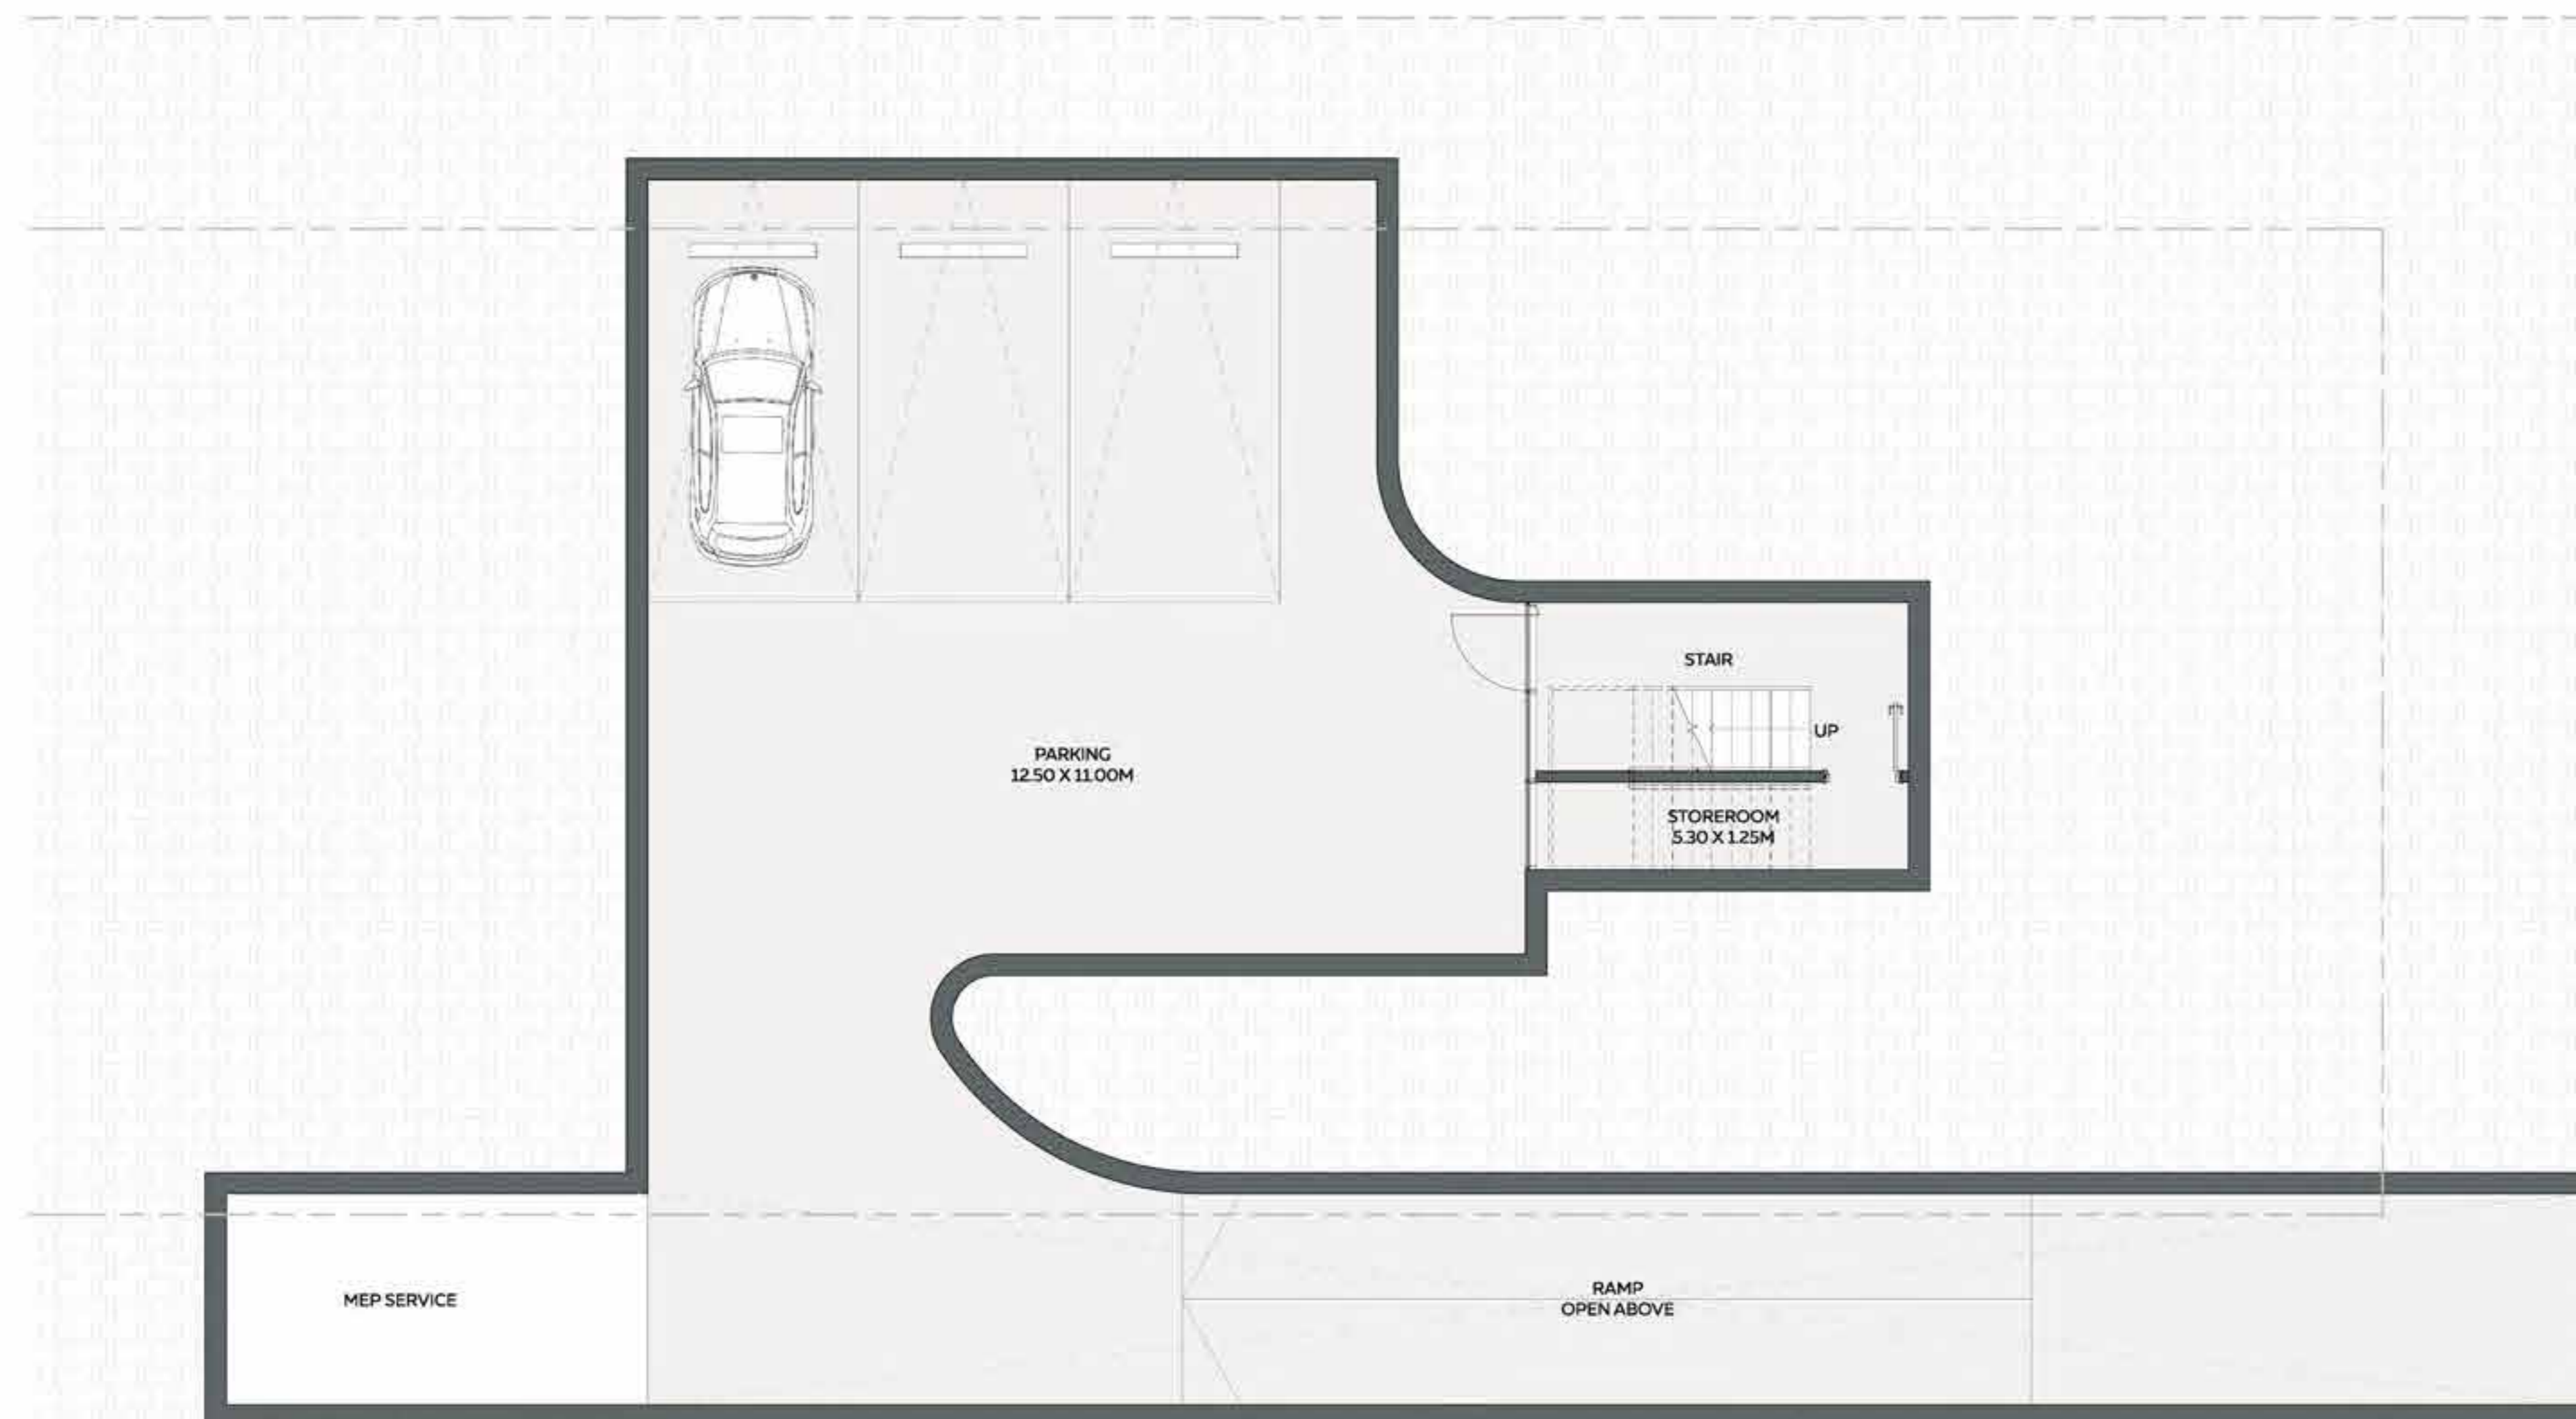 STAIR
UP
PARKING
12.50 X 11.00M
STOREROOM
5.30 X 1.25M
MEP SERVICE
RAMP
OPEN ABOVE